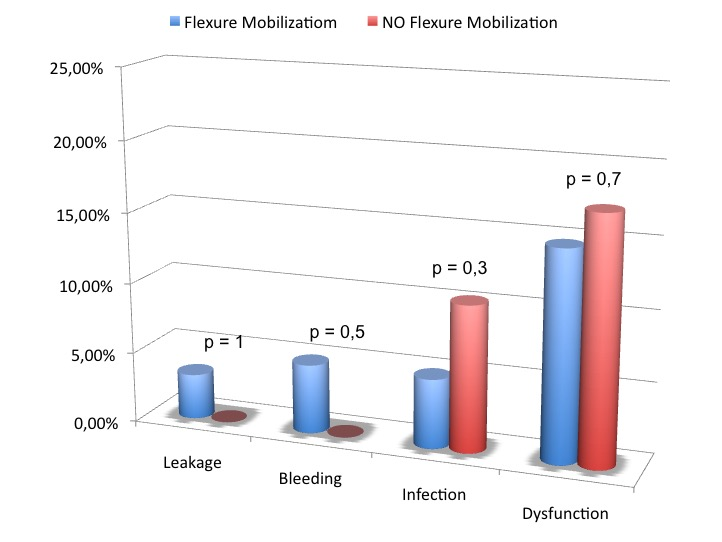 Flexure Mobilizatiom NO Flexure Mobilization
25,00%
20,00%
15,00%
10,00%
5,00%
0,00%
p = 1
p = 0,5
p = 0,3
p = 0,7
Leakage
Bleeding
Infection
Dysfunction